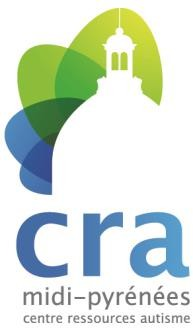 cra
midi-pyrénées
centre ressources autisme